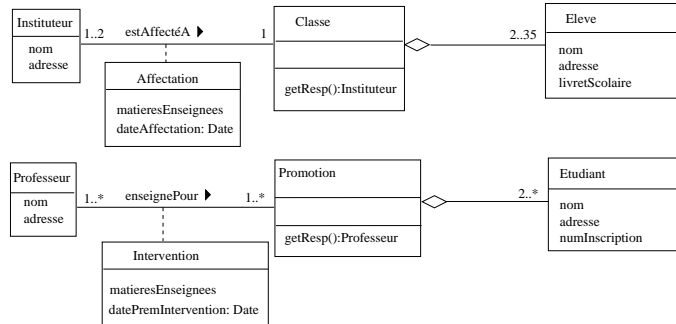 Instituteur
nom
adresse
1..2
estAffectéA
1
Classe
getResp():Instituteur
2..35
Eleve
nom
adresse
livretScolaire
Affectation
matieresEnseignees
dateAffectation: Date
Professeur
nom
adresse
1..*
enseignePour
1..*
Promotion
getResp():Professeur
2..*
Etudiant
nom
adresse
numInscription
Intervention
matieresEnseignees
datePremIntervention: Date